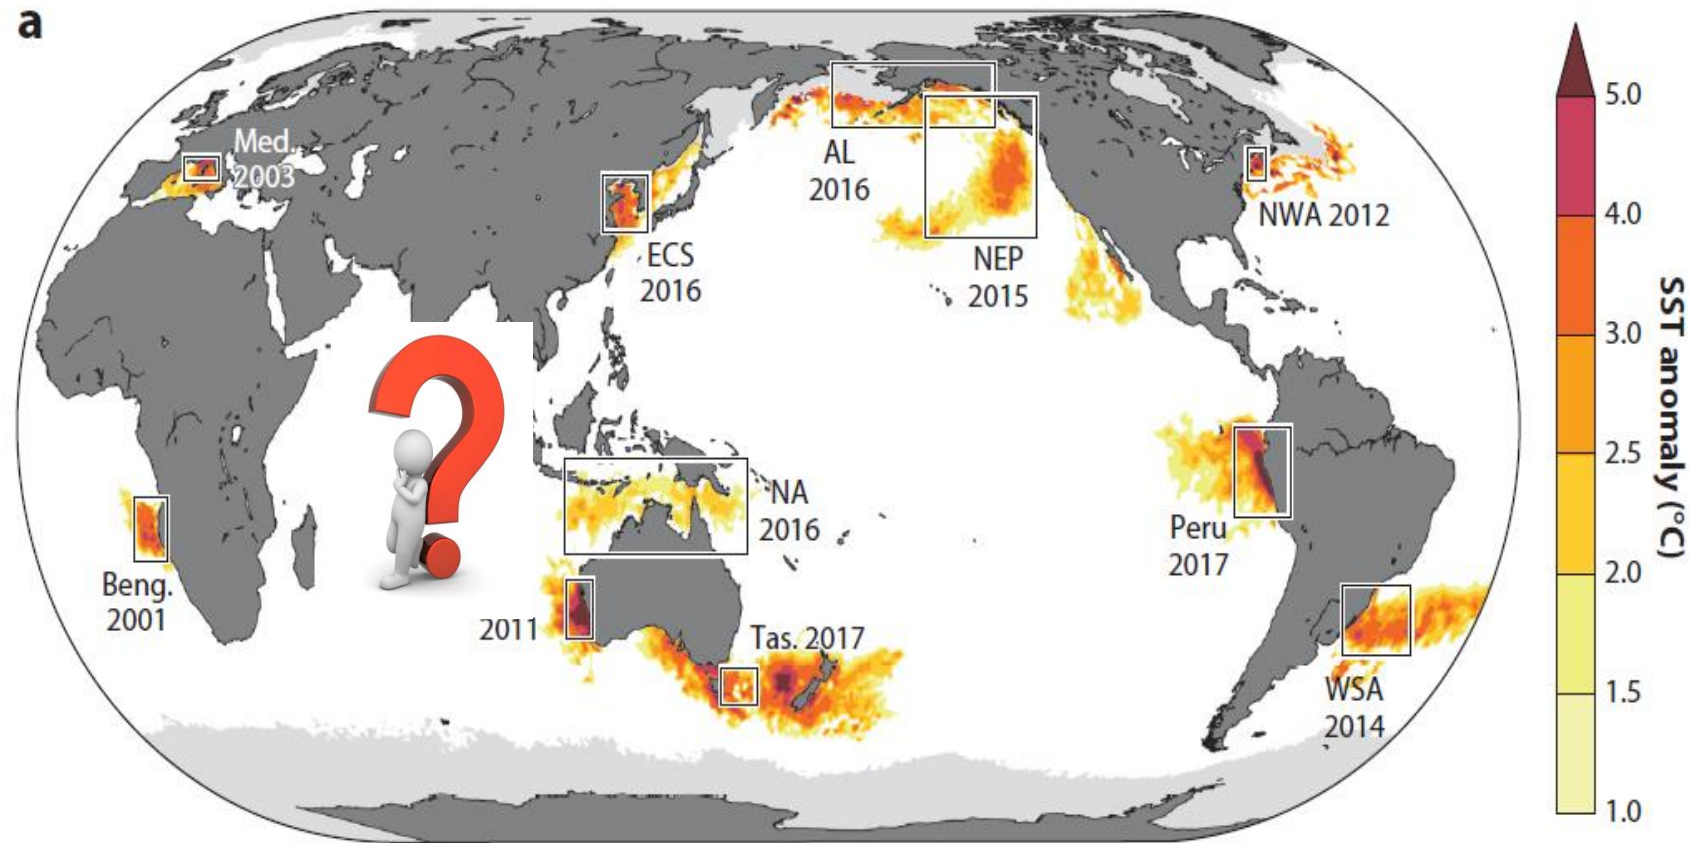 a
Med.
2003
AL
2016
NWA 2012
ECS
2016
NEP
2015
NA
2016
Peru
2017
Beng.
2001
2011
Tas. 2017
WSA
2014
5.0
4.0
3.0
2.5
2.0
1.5
1.0
SST anomaly (°C)